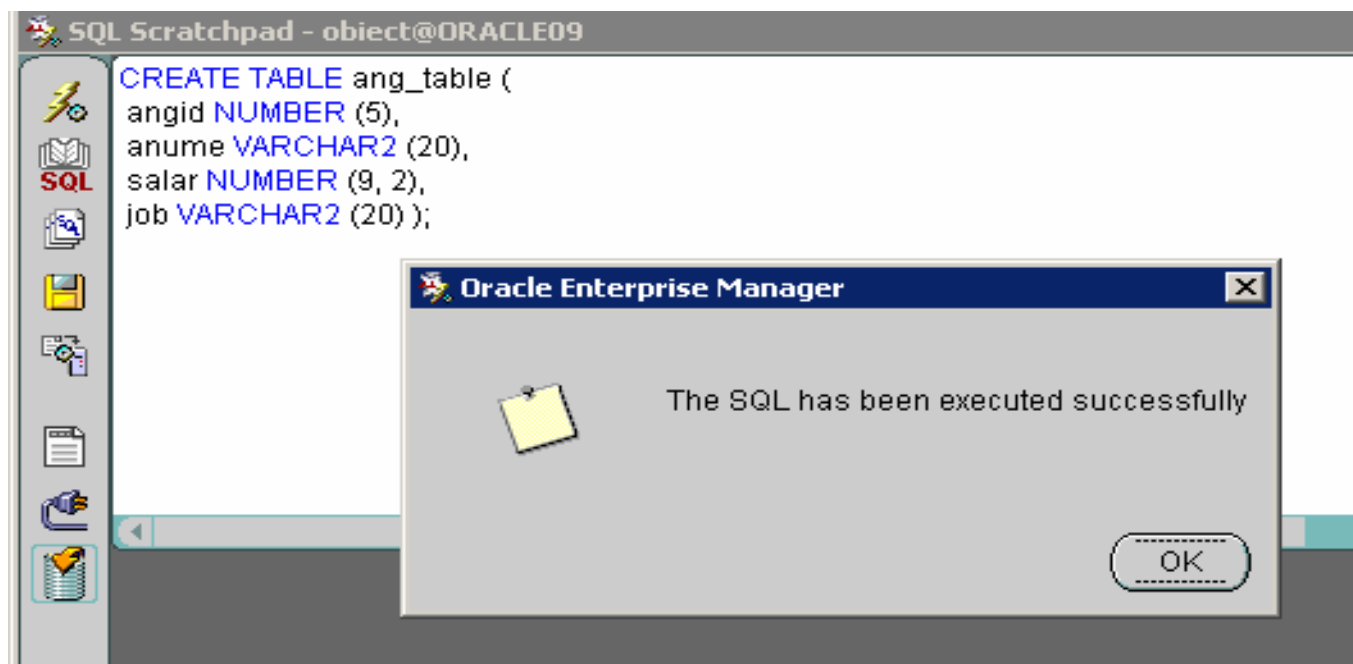 SQL Scratchpad - obiect@ORACLE09
CREATE TABLE ang_table (
angid NUMBER (5),
anume VARCHAR2 (20),
salar NUMBER (9, 2),
job VARCHAR2 (20) );
SQL
Oracle Enterprise Manager
The SQL has been executed successfully
OK